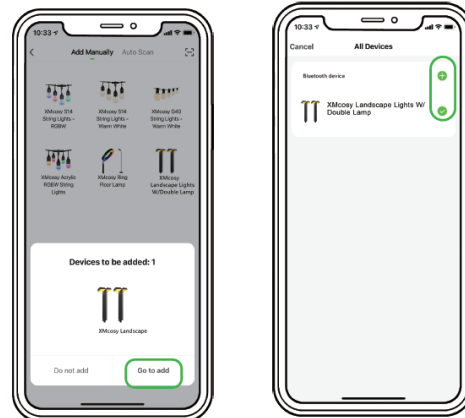 10:33
Add Manually Auto Scan
XMcosy S14
String Lights -
RGBW
XMcosy S14
String Lights -
Warm White
XMcosy G40
String Lights -
Warm White
XMcosy Acrylic
RGBW String
Lights
XMcosy Ring
Floor Lamp
XMcosy
Landscape Lights
W/Double Lamp
Devices to be added: 1
XMcosy Landscape
Do not add Go to add
10:33
Cancel All Devices
Bluetooth device
XMcosy Landscape Lights W/
Double Lamp